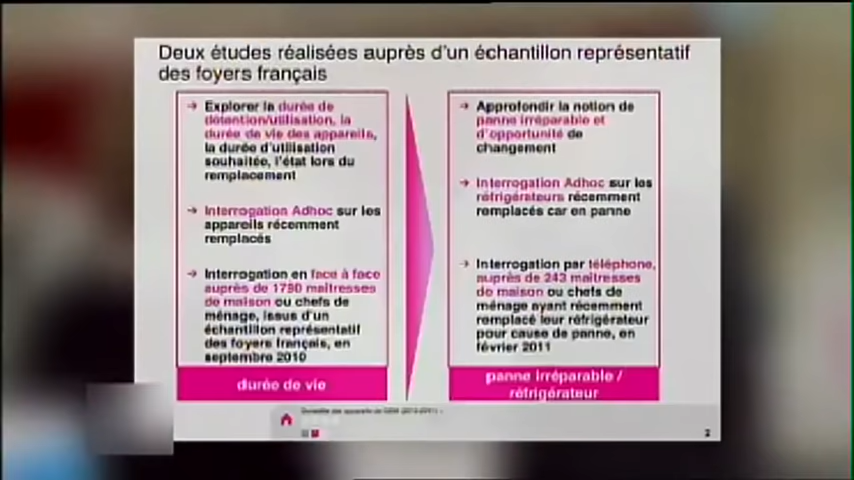 Deux études réalisées auprès d'un échantillon représentatif
des foyers français
→ Explorer la durée de
détention/utilisation, la
durée de vie des appareils,
la durée d'utilisation
souhaitée, l'état lors du
remplacement
→ Interrogation Adhoc sur les
appareils récemment
remplacés
→ Interrogation en face à face
auprès de 1780 maîtresses
de maison ou chefs de
ménage, issus d'un
échantillon représentatif
des foyers français, en
septembre 2010
durée de vie
→ Approfondir la notion de
panne irréparable et
d'opportunité de
changement
→ Interrogation Adhoc sur les
réfrigérateurs récemment
remplacés car en panne
→ Interrogation par téléphone,
auprès de 243 maîtresses
de maison ou chefs de
ménage ayant récemment
remplacé leur réfrigérateur
pour cause de panne, en
février 2011
panne irréparable /
réfrigérateur
2